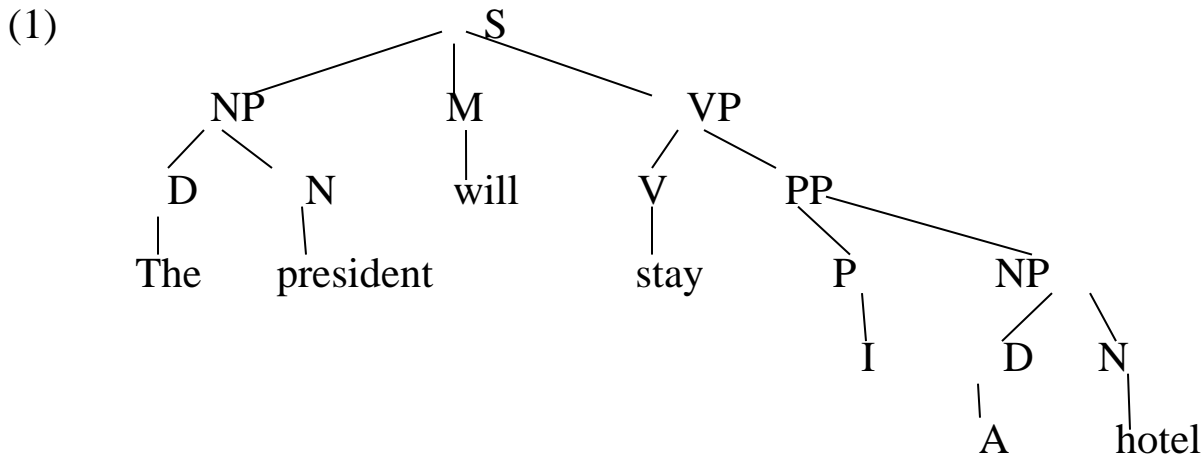 (1) S
NP M VP
D N will V PP
The president stay P NP
I D N
A hotel